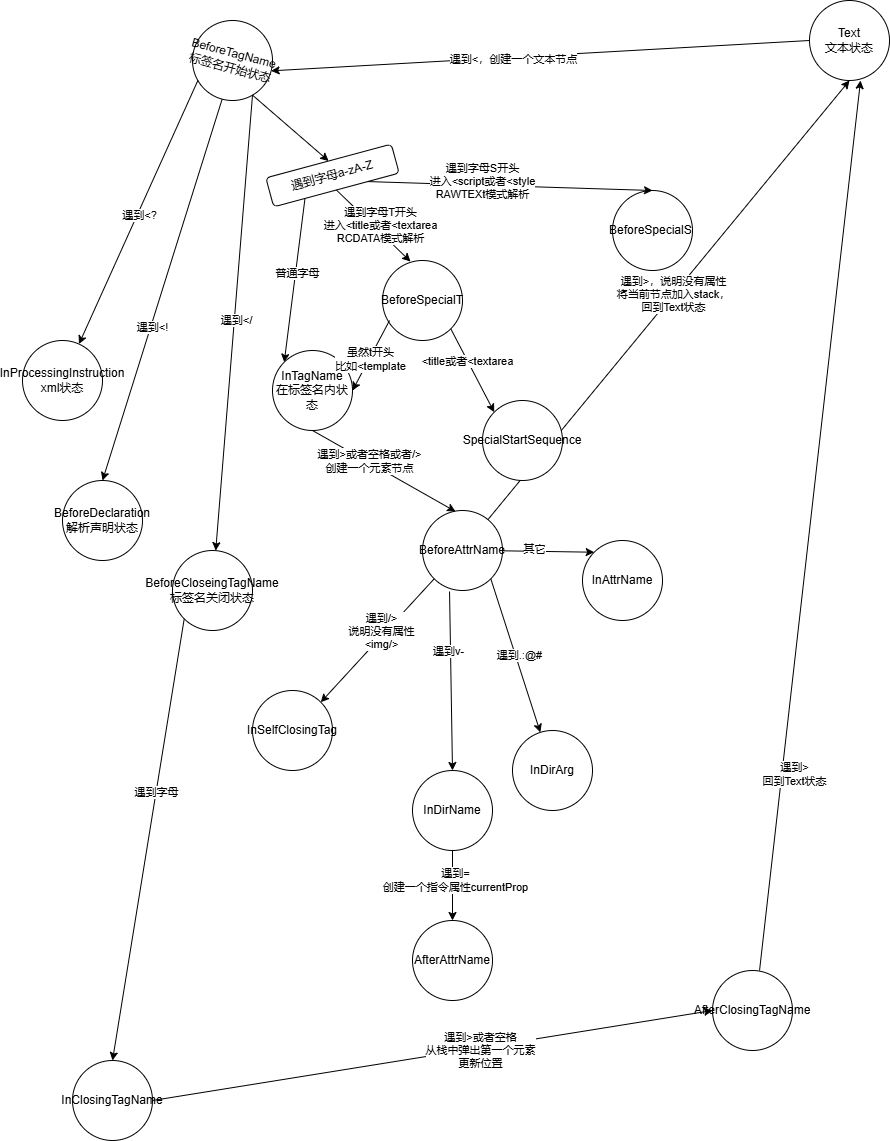 Text
文本状态
BeforeTagName
标签名开始状态
遇到<，创建一个文本节点
遇到字母a-zA-Z
遇到字母S开头
进入<script或者<style
RAWTEXt模式解析
遇到字母T开头
进入<title或者<textarea
RCDATA模式解析
BeforeSpecialS
遇到<?
普通字母
BeforeSpecialT
遇到>，说明没有属性
将当前节点加入stack，
回到Text状态
遇到<!
遇到</
虽然t开头
比如<template
<title或者<textarea
InProcessingInstruction
xml状态
InTagName
在标签名内状
态
SpecialStartSequence
遇到>或者空格或者/>
创建一个元素节点
BeforeDeclaration
解析声明状态
BeforeAttrName
其它
InAttrName
BeforeCloseingTagName
标签名关闭状态
遇到/>
说明没有属性
<img/>
遇到v-
遇到.:@#
InSelfClosingTag
InDirArg
遇到字母
遇到>
回到Text状态
InDirName
遇到=
创建一个指令属性currentProp
AfterAttrName
AfterClosingTagName
遇到>或者空格
从栈中弹出第一个元素
更新位置
InClosingTagName